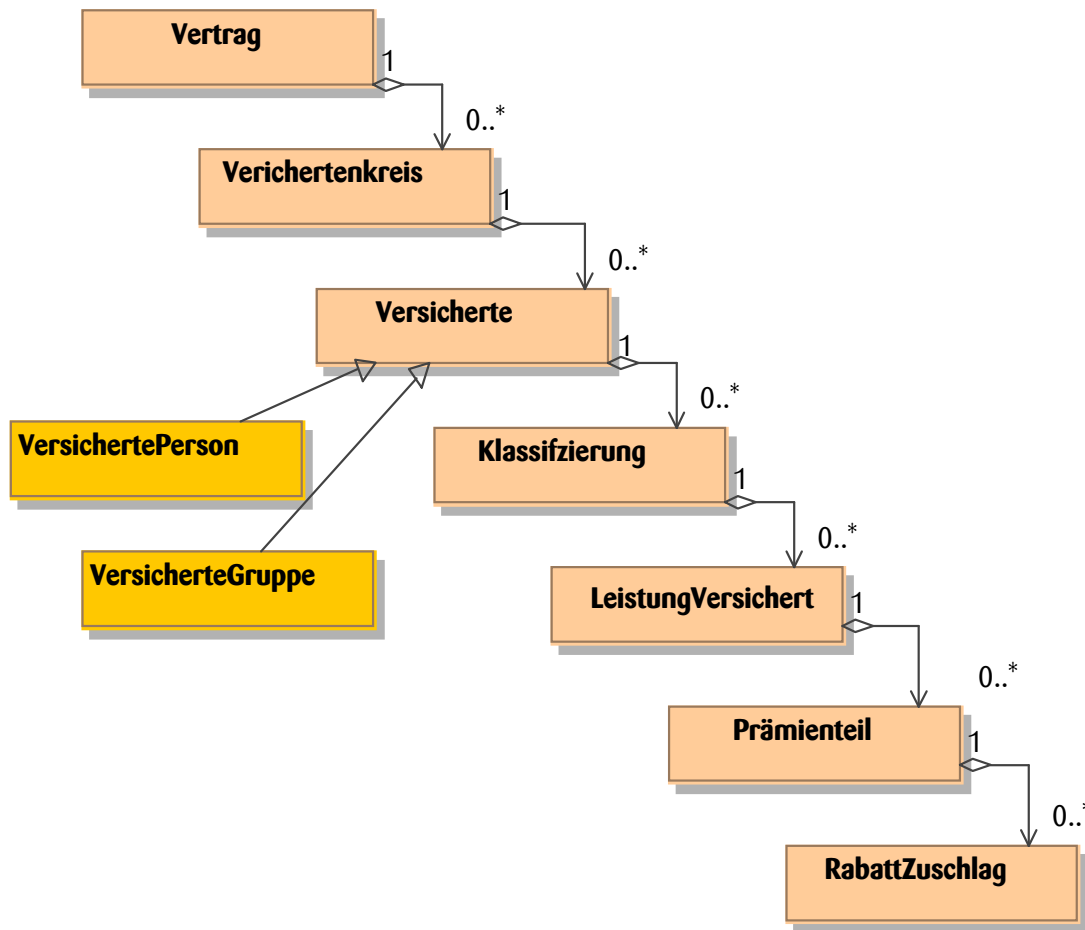 Vertrag
1
0..*
Verichertenkreis
1
0..*
Versicherte
1
0..*
VersichertePerson
Klassifzierung
1
0..*
VersicherteGruppe
LeistungVersichert
1
0..*
Prämienteil
1
0..*
RabattZuschlag